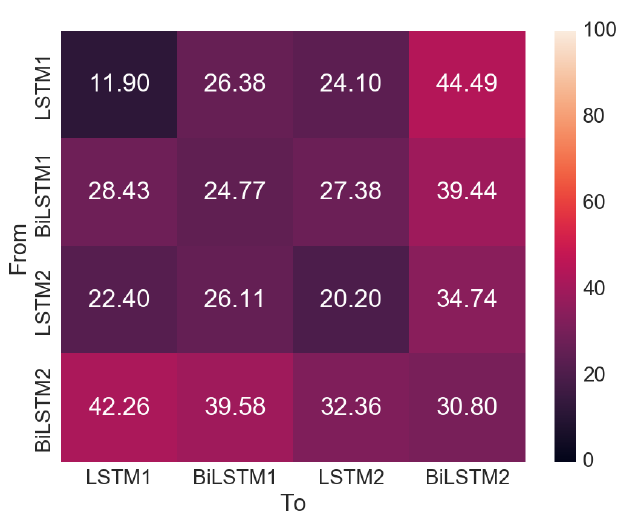 100
80
60
40
20
0
From
LSTM1
11.90 26.38 24.10 44.49
BiLSTM1
28.43 24.77 27.38 39.44
LSTM2
22.40 26.11 20.20 34.74
BiLSTM2
42.26 39.58 32.36 30.80
LSTM1 BiLSTM1 LSTM2 BiLSTM2
To